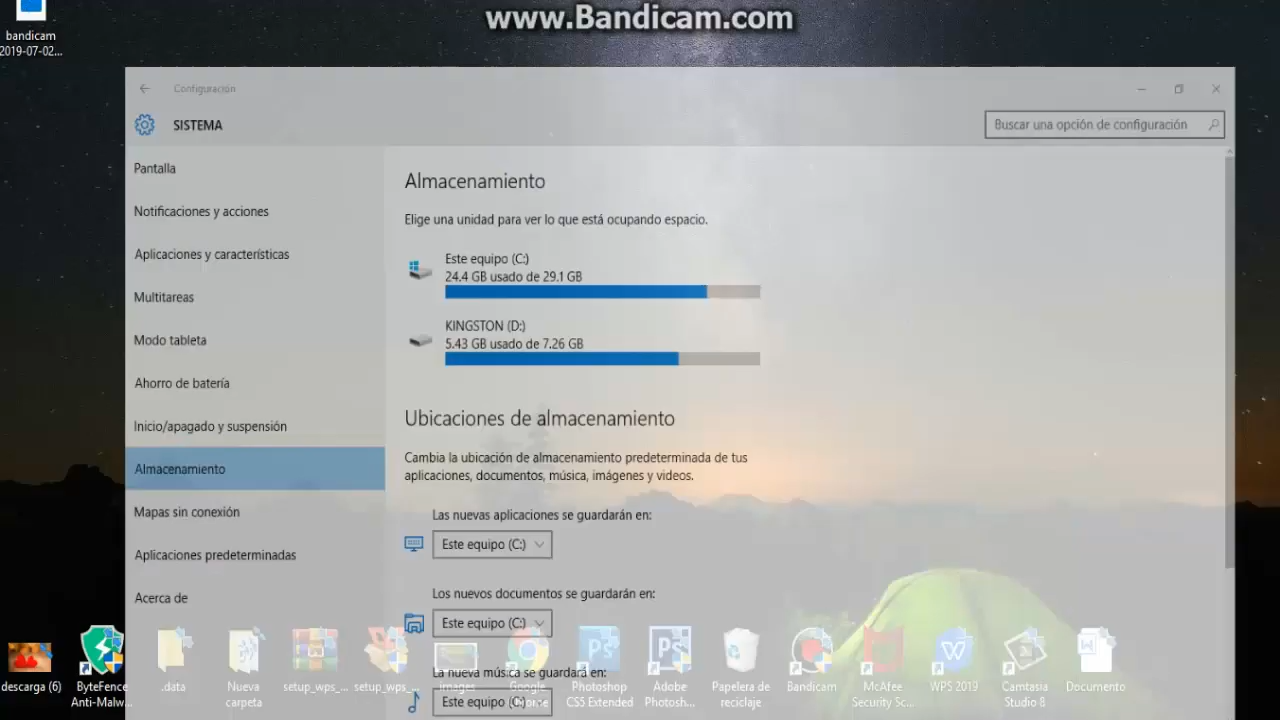 www.Bandicam.com
bandicam
2019-07-02...
Configuración
SISTEMA
Buscar una opción de configuración
Pantalla
Notificaciones y acciones
Aplicaciones y características
Multitareas
Modo tableta
Ahorro de batería
Inicio/apagado y suspensión
Almacenamiento
Mapas sin conexión
Aplicaciones predeterminadas
Acerca de
Almacenamiento
Elige una unidad para ver lo que está ocupando espacio.
Este equipo (C:)
24.4 GB usado de 29.1 GB
KINGSTON (D:)
5.43 GB usado de 7.26 GB
Ubicaciones de almacenamiento
Cambia la ubicación de almacenamiento predeterminada de tus
aplicaciones, documentos, música, imágenes y videos.
Las nuevas aplicaciones se guardarán en:
Este equipo (C:)
Los nuevos documentos se guardarán en:
Este equipo (C:)
La nueva música se guardará en:
Este equipo (C:)
descarga (6)
ByteFence
Anti-Malw...
.data
Nueva
carpeta
setup_wps_...
setup_wps_...
images
Google
Chrome
Ps
Photoshop
CS5 Extended
Ps
Adobe
Photosh...
Papelera de
reciclaje
Bandicam
McAfee
Security Sc...
WPS 2019
Camtasia
Studio 8
Documento